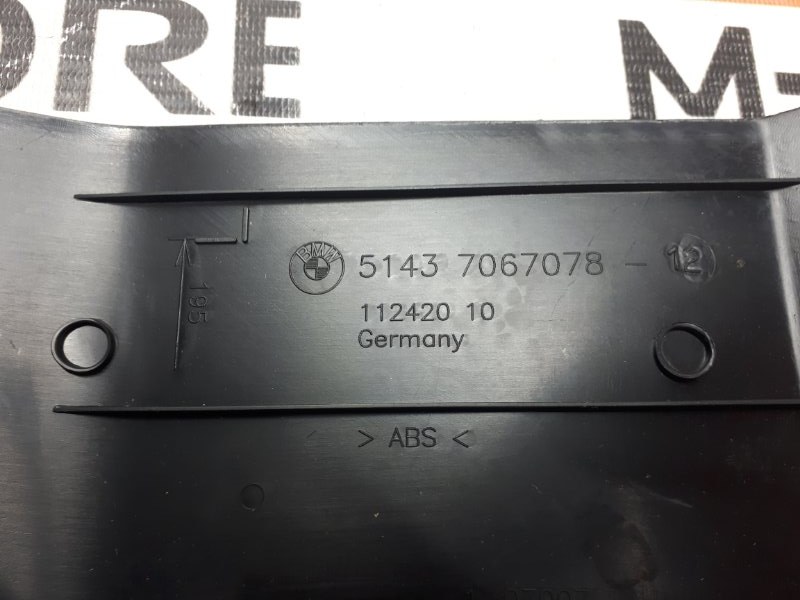 ORE M-
BMW 5143 7067078 - 12
195
112420 10
Germany
> ABS <